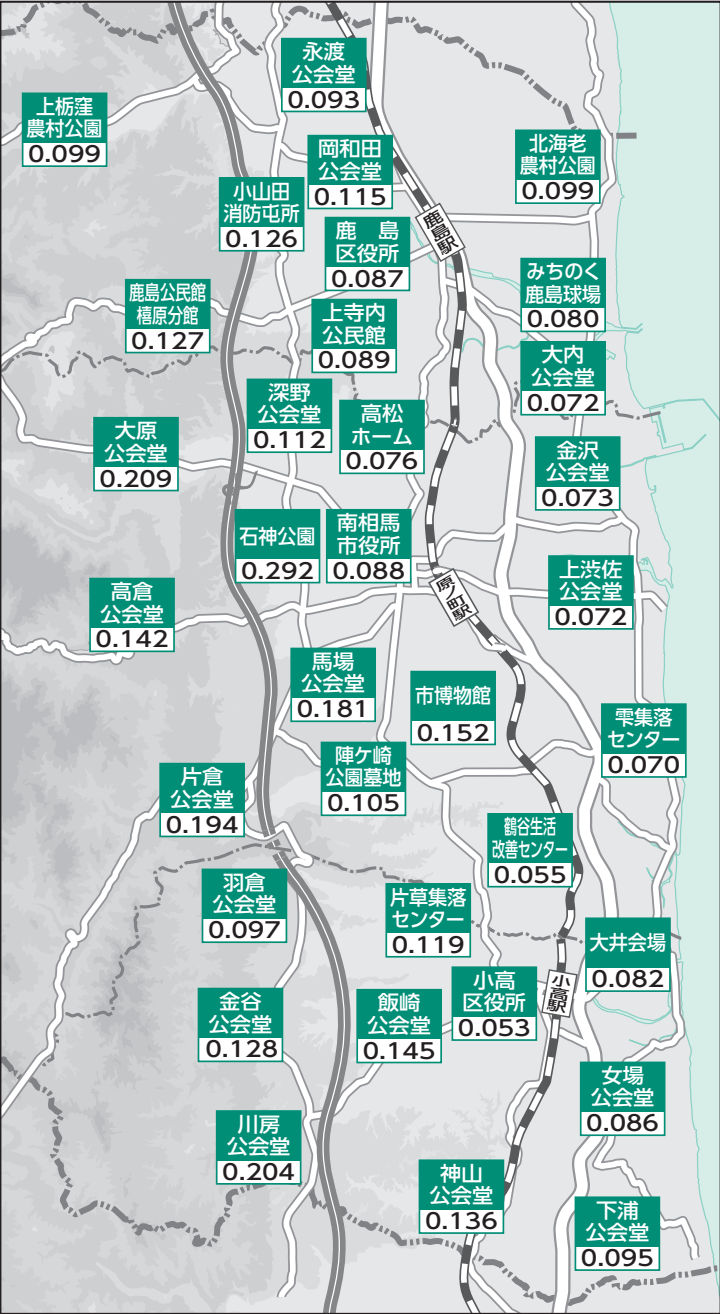 永渡
公会堂
0.093
上栃窪
農村公園
0.099
岡和田
公会堂
0.115
北海老
農村公園
0.099
小山田
消防屯所
0.126
鹿島駅
鹿　島
区役所
0.087
みちのく
鹿島球場
0.080
鹿島公民館
橲原分館
0.127
上寺内
公民館
0.089
大内
公会堂
0.072
深野
公会堂
0.112
高松
ホーム
0.076
大原
公会堂
0.209
金沢
公会堂
0.073
石神公園
0.292
南相馬
市役所
0.088
上渋佐
公会堂
0.072
原ノ町駅
高倉
公会堂
0.142
馬場
公会堂
0.181
市博物館
0.152
雫集落
センター
0.070
陣ケ崎
公園墓地
0.105
片倉
公会堂
0.194
鶴谷生活
改善センター
0.055
羽倉
公会堂
0.097
片草集落
センター
0.119
大井会場
0.082
小高
区役所
0.053
小高駅
金谷
公会堂
0.128
飯崎
公会堂
0.145
女場
公会堂
0.086
川房
公会堂
0.204
神山
公会堂
0.136
下浦
公会堂
0.095